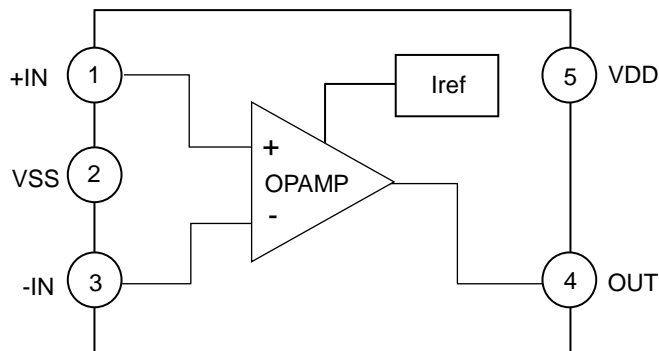 +IN
1
VSS
2
-IN
3
+
OPAMP
-
Iref
5
VDD
4
OUT